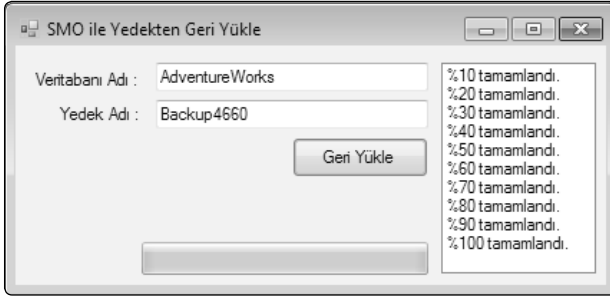 SMO ile Yedekten Geri Yükle
Veritabanı Adı :
AdventureWorks
Yedek Adı :
Backup4660
Geri Yükle
%10 tamamlandı.
%20 tamamlandı.
%30 tamamlandı.
%40 tamamlandı.
%50 tamamlandı.
%60 tamamlandı.
%70 tamamlandı.
%80 tamamlandı.
%90 tamamlandı.
%100 tamamlandı.